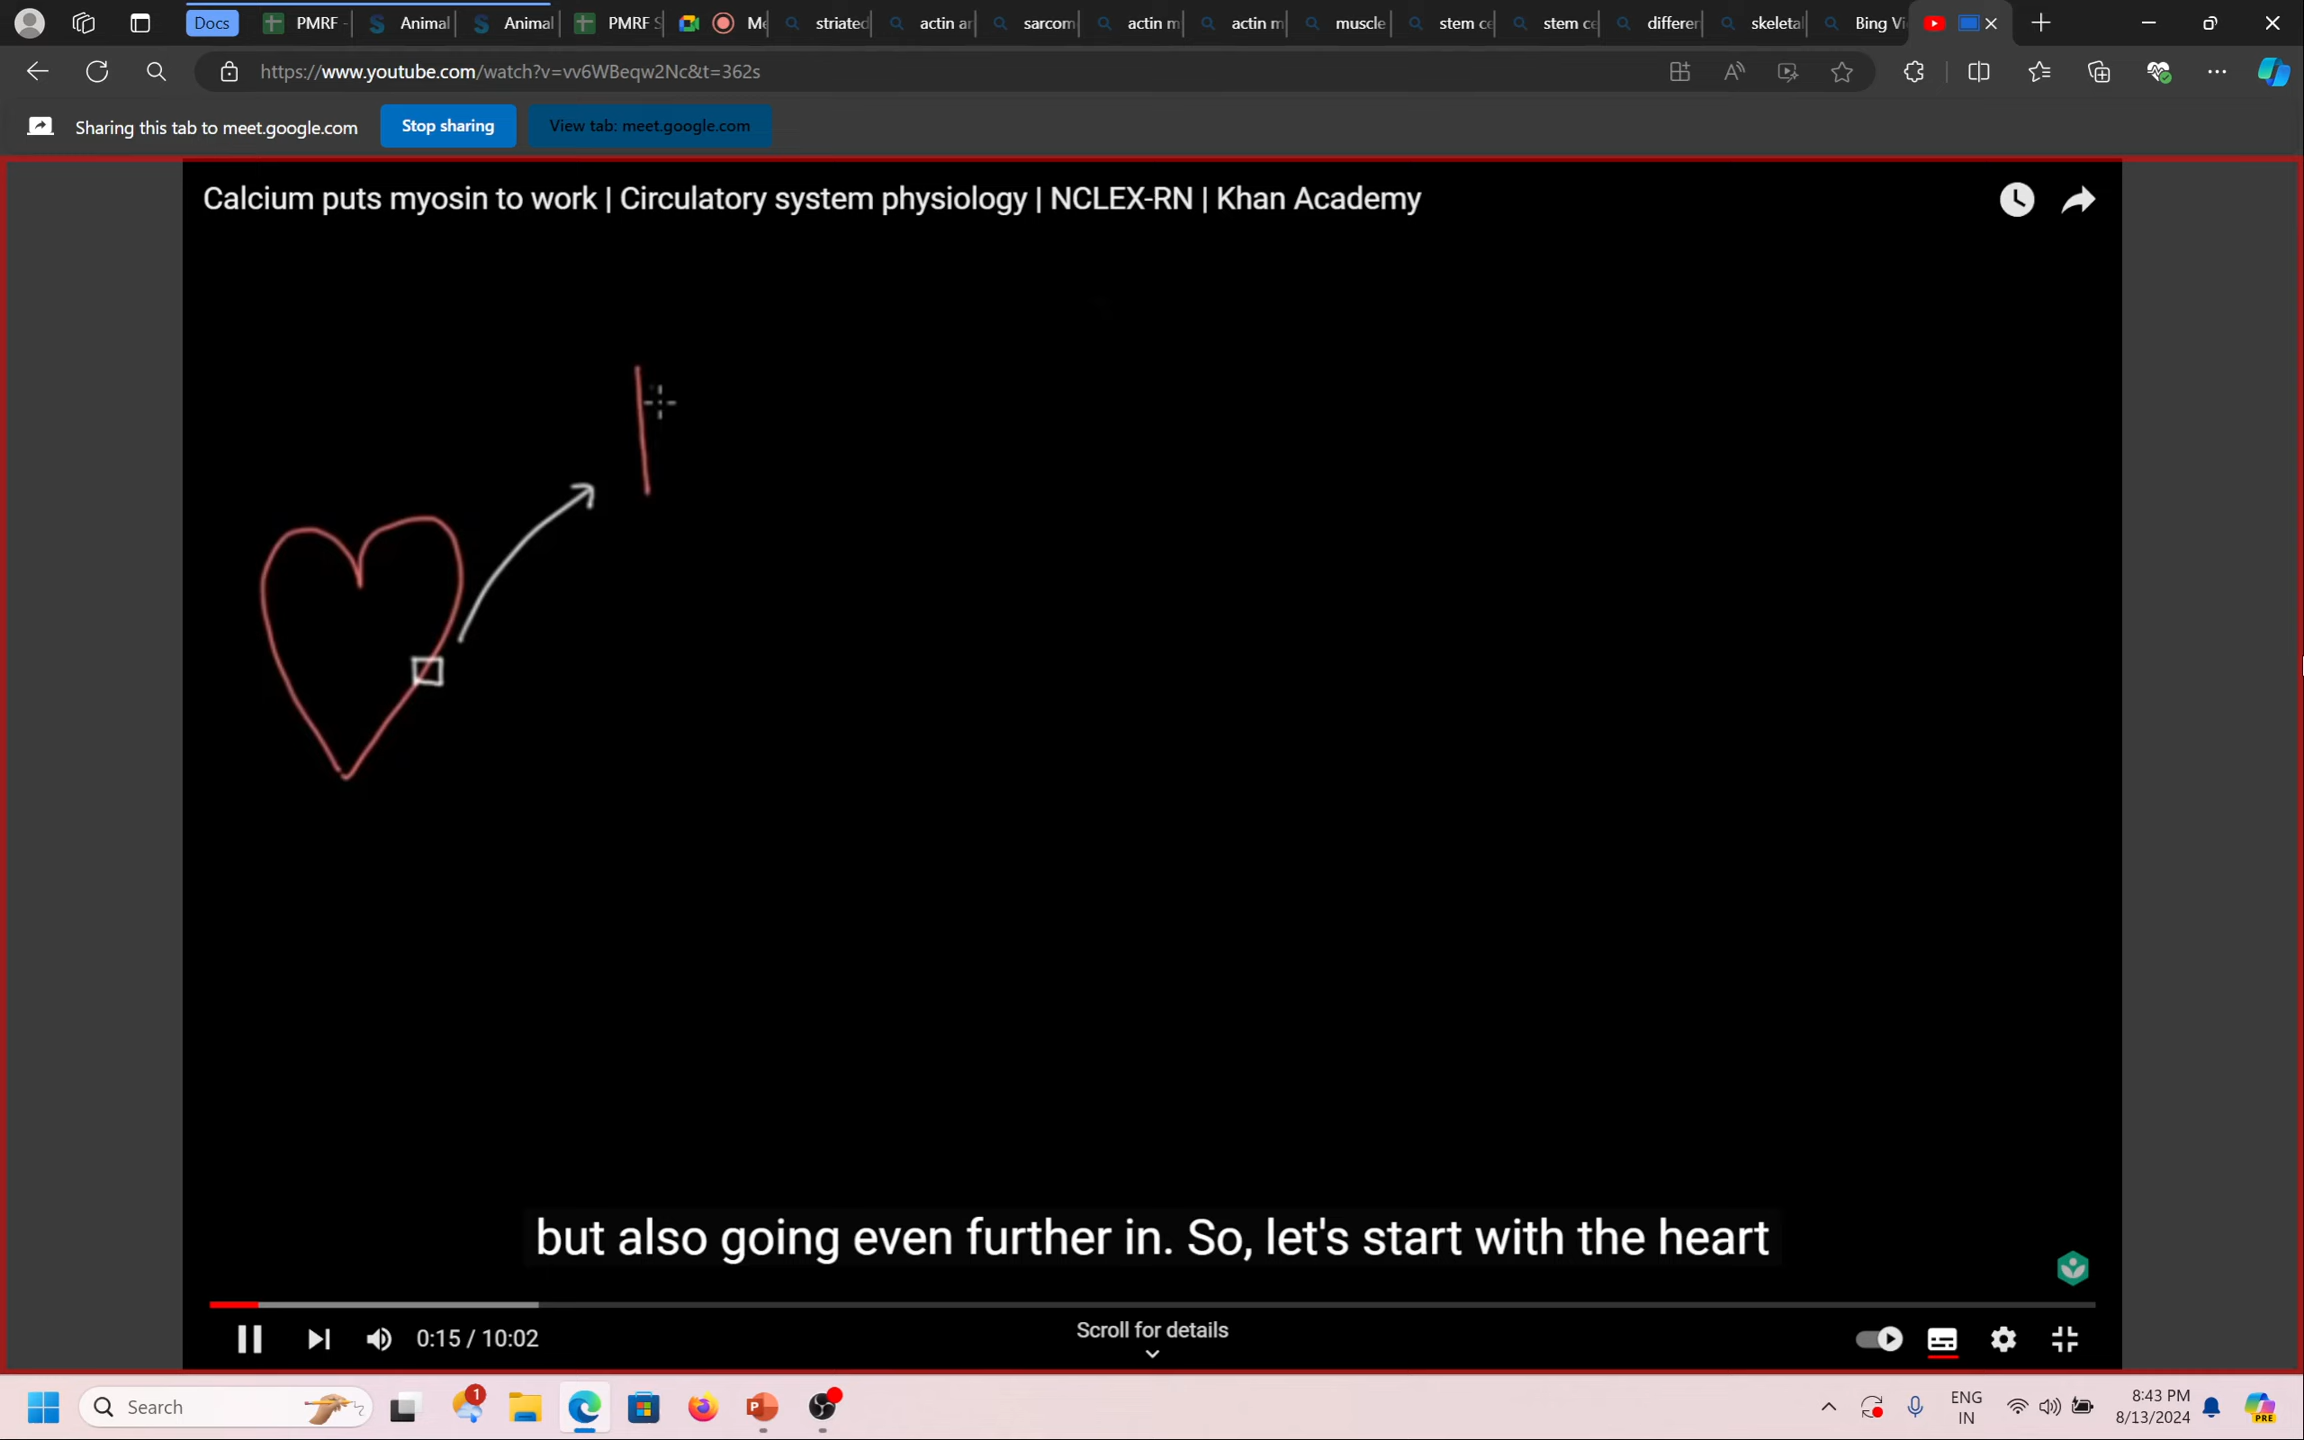 Docs PMRF - Animal Animal PMRF S Me striated actin ar sarcom actin m actin m muscle stem ce stem ce differer skeletal Bing Vi
https://www.youtube.com/watch?v=vv6WBeqw2Nc&t=362s
Sharing this tab to meet.google.com Stop sharing View tab: meet.google.com
Calcium puts myosin to work | Circulatory system physiology | NCLEX-RN | Khan Academy
but also going even further in. So, let's start with the heart
0:15 / 10:02 Scroll for details
Search 1 ENG 8:43 PM
IN 8/13/2024 PRE